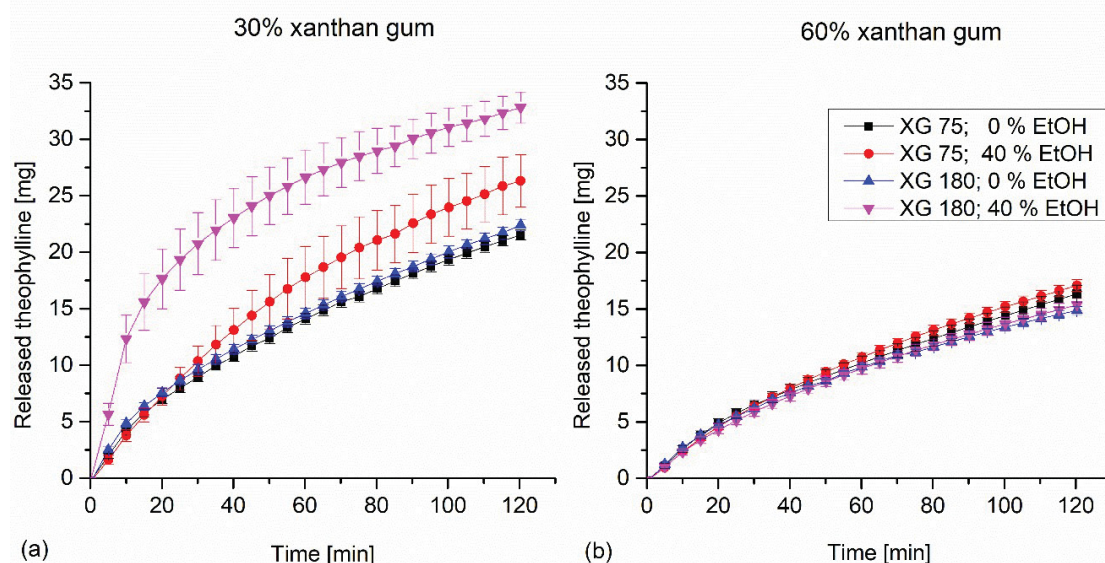 30% xanthan gum
60% xanthan gum
Released theophylline [mg]
35
30
25
20
15
10
5
0
0
20
40
60
80
100
120
(a)
Time [min]
Released theophylline [mg]
35
30
25
20
15
10
5
0
0
20
40
60
80
100
120
(b)
Time [min]
XG 75; 0 % EtOH
XG 75; 40 % EtOH
XG 180; 0 % EtOH
XG 180; 40 % EtOH